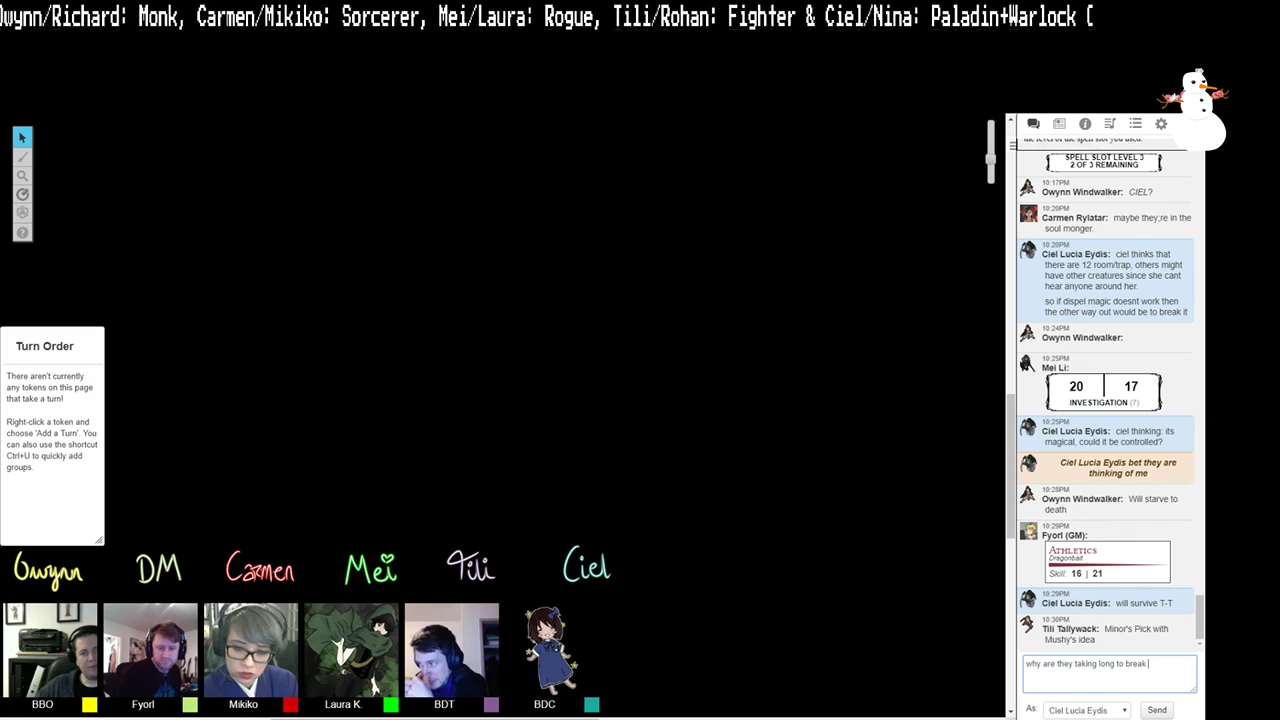 Owynn/Richard: Monk, Carmen/Mikiko: Sorcerer, Mei/Laura: Rogue, Tili/Rohan: Fighter & Ciel/Nina: Paladin+Warlock (
the level of the spell slot you used.
SPELL SLOT LEVEL 3
2 OF 3 REMAINING
10:17PM
Owynn Windwalker: CIEL?
10:20PM
Carmen Rylatar: maybe they;re in the
soul monger.
10:20PM
Ciel Lucia Eydis: ciel thinks that
there are 12 room/trap, others might
have other creatures since she cant
hear anyone around her.
so if dispel magic doesnt work then
the other way out would be to break it
10:24PM
Owynn Windwalker:
10:25PM
Mei Li:
20 17
INVESTIGATION (7)
10:25PM
Ciel Lucia Eydis: ciel thinking: its
magical, could it be controlled?
Ciel Lucia Eydis bet they are
thinking of me
10:28PM
Owynn Windwalker: Will starve to
death
10:29PM
Fyorl (GM):
ATHLETICS
Dragonbait
Skill: 16 | 21
10:29PM
Ciel Lucia Eydis: will survive T-T
10:30PM
Tili Tallywack: Minor's Pick with
Mushy's idea
why are they taking long to break
As: Ciel Lucia Eydis Send
Turn Order
There aren't currently
any tokens on this page
that take a turn!
Right-click a token and
choose 'Add a Turn'. You
can also use the shortcut
Ctrl+U to quickly add
groups.
Owynn DM Carmen Mei Tili Ciel
BBO Fyorl Mikiko Laura K. BDT BDC